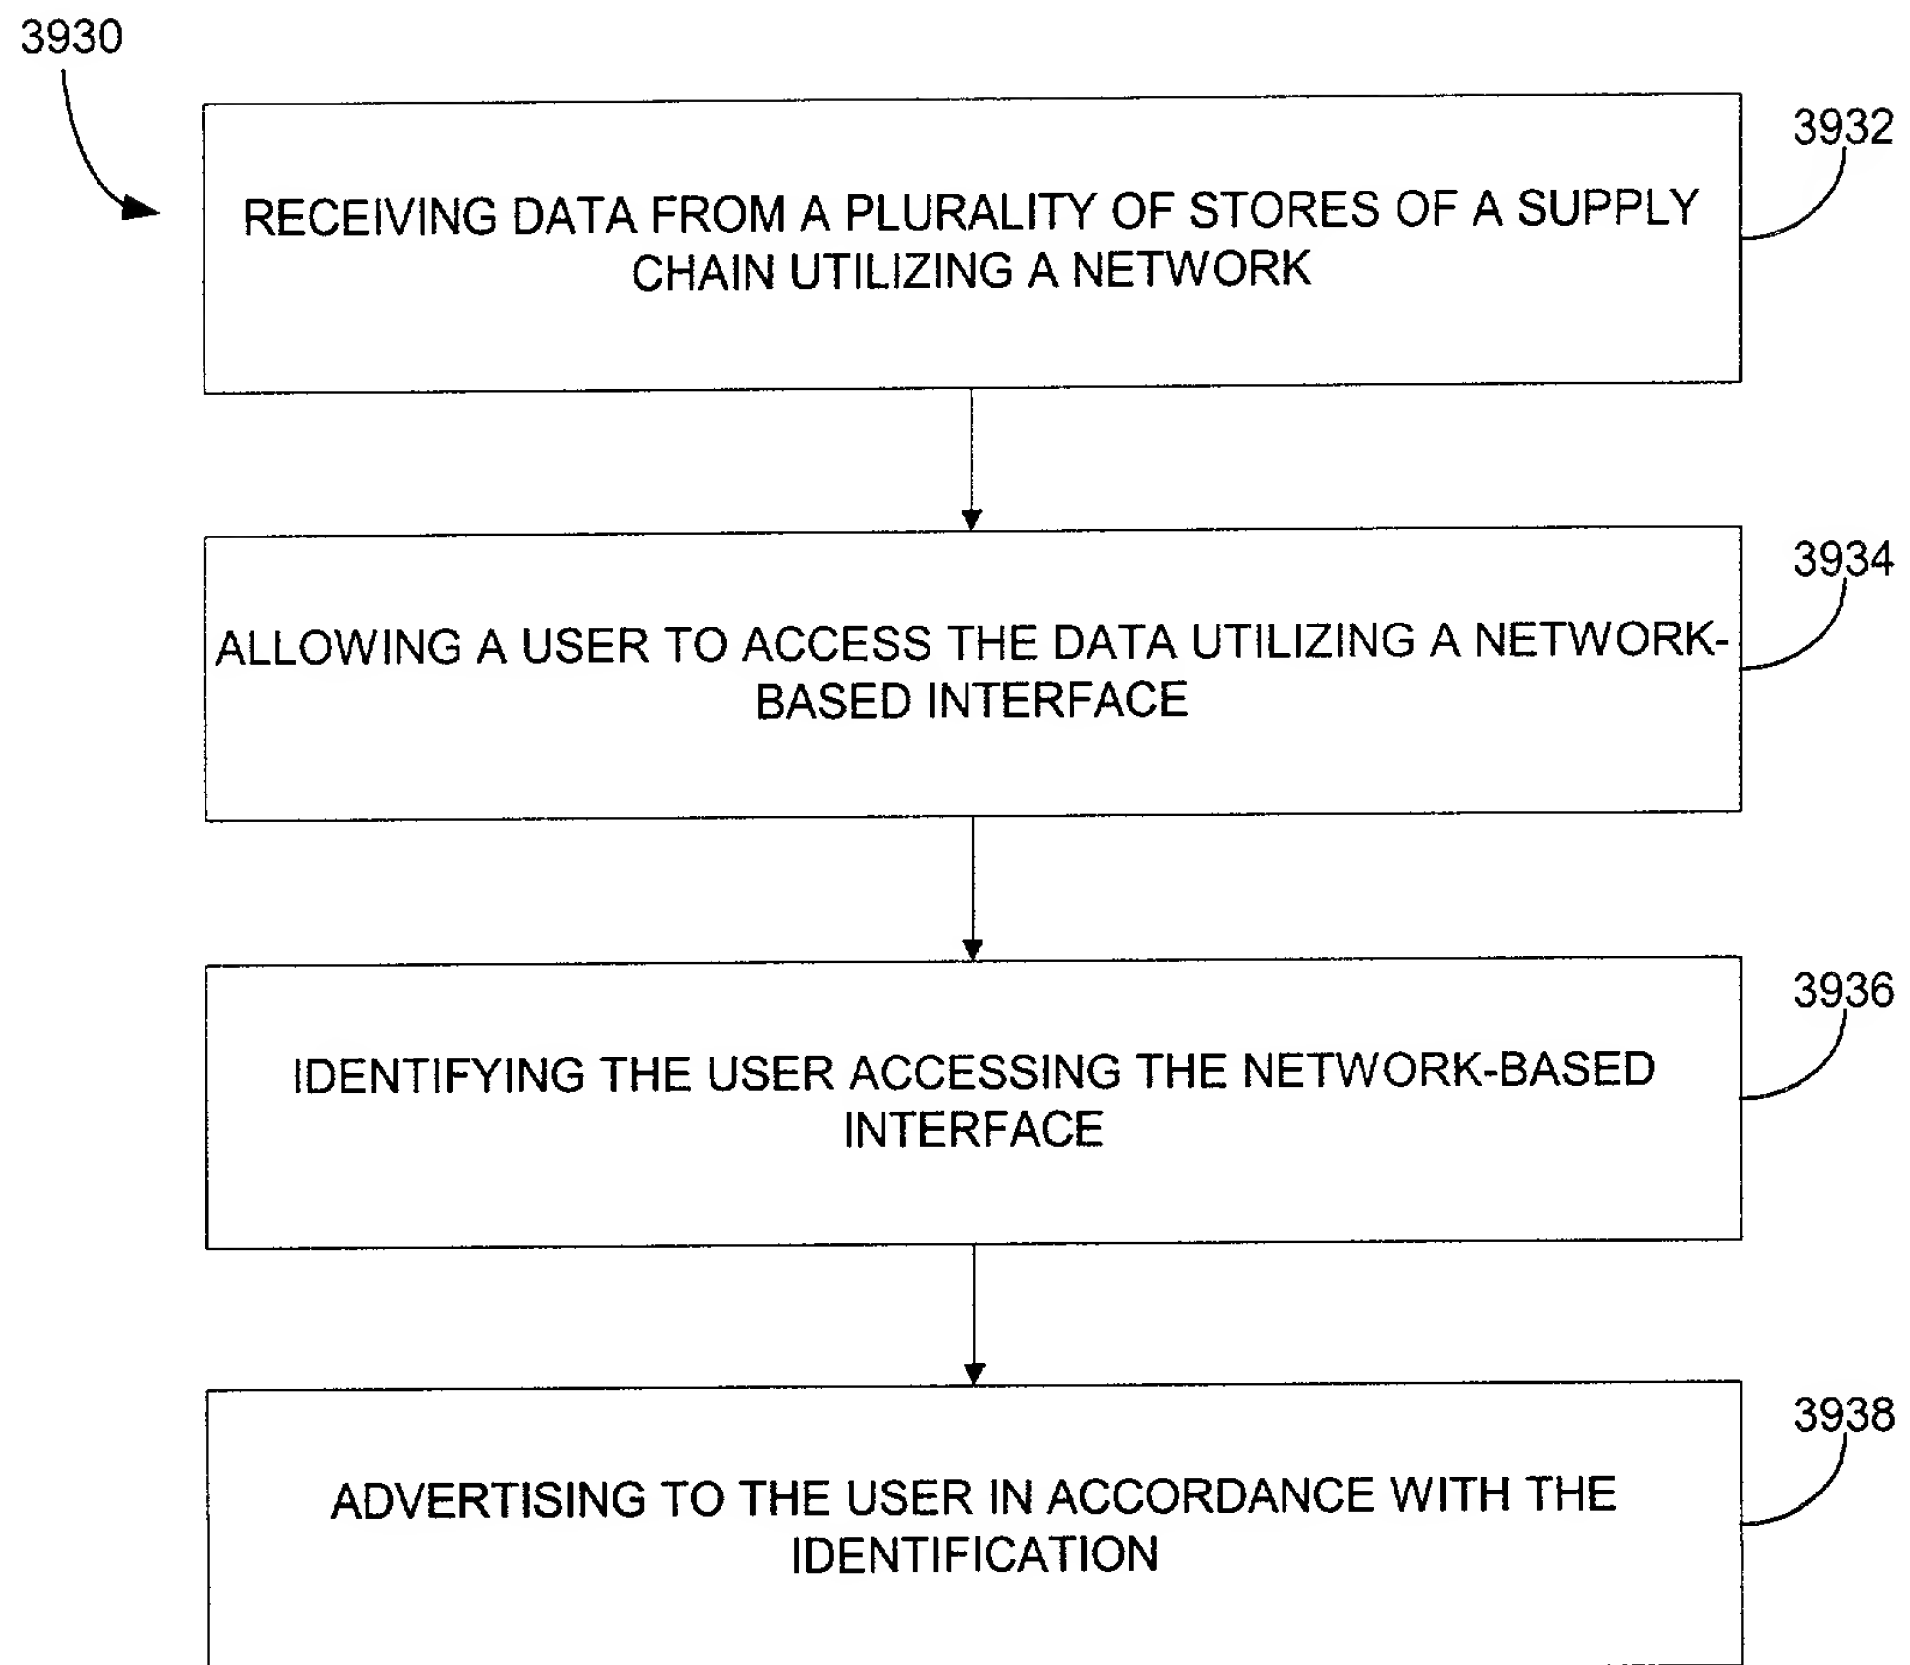 3930
3932
RECEIVING DATA FROM A PLURALITY OF STORES OF A SUPPLY
CHAIN UTILIZING A NETWORK
3934
ALLOWING A USER TO ACCESS THE DATA UTILIZING A NETWORK-
BASED INTERFACE
3936
IDENTIFYING THE USER ACCESSING THE NETWORK-BASED
INTERFACE
3938
ADVERTISING TO THE USER IN ACCORDANCE WITH THE
IDENTIFICATION